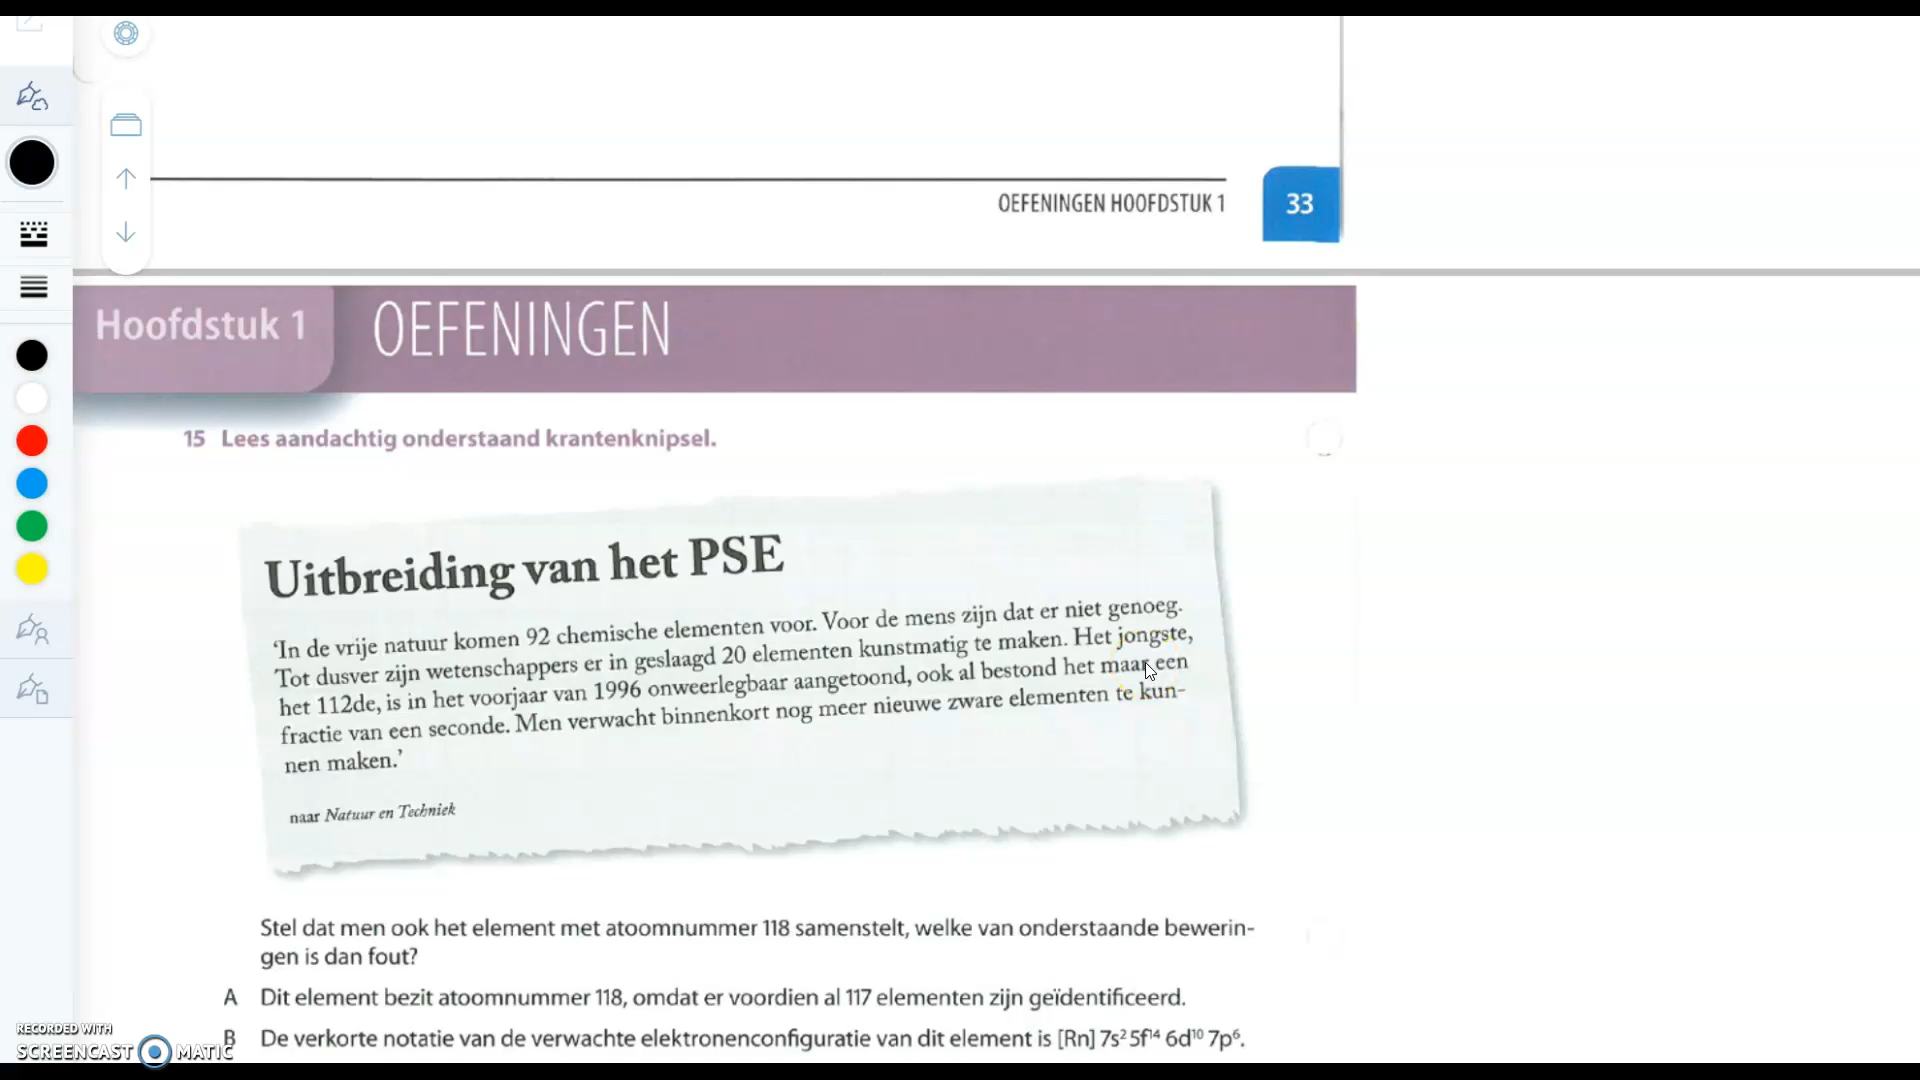 OEFENINGEN HOOFDSTUK 1
33
Hoofdstuk 1
OEFENINGEN
15 Lees aandachtig onderstaand krantenknipsel.
Uitbreiding van het PSE
‘In de vrije natuur komen 92 chemische elementen voor. Voor de mens zijn dat er niet genoeg.
Tot dusver zijn wetenschappers er in geslaagd 20 elementen kunstmatig te maken. Het jongste,
het 112de, is in het voorjaar van 1996 onweerlegbaar aangetoond, ook al bestond het maar een
fractie van een seconde. Men verwacht binnenkort nog meer nieuwe zware elementen te kun-
nen maken.’
naar Natuur en Techniek
Stel dat men ook het element met atoomnummer 118 samenstelt, welke van onderstaande bewerin-
gen is dan fout?
A Dit element bezit atoomnummer 118, omdat er voordien al 117 elementen zijn geïdentificeerd.
B De verkorte notatie van de verwachte elektronenconfiguratie van dit element is [Rn] 7s² 5f¹⁴ 6d¹⁰ 7p⁶.
RECORDED WITH
SCREENCAST MATIC